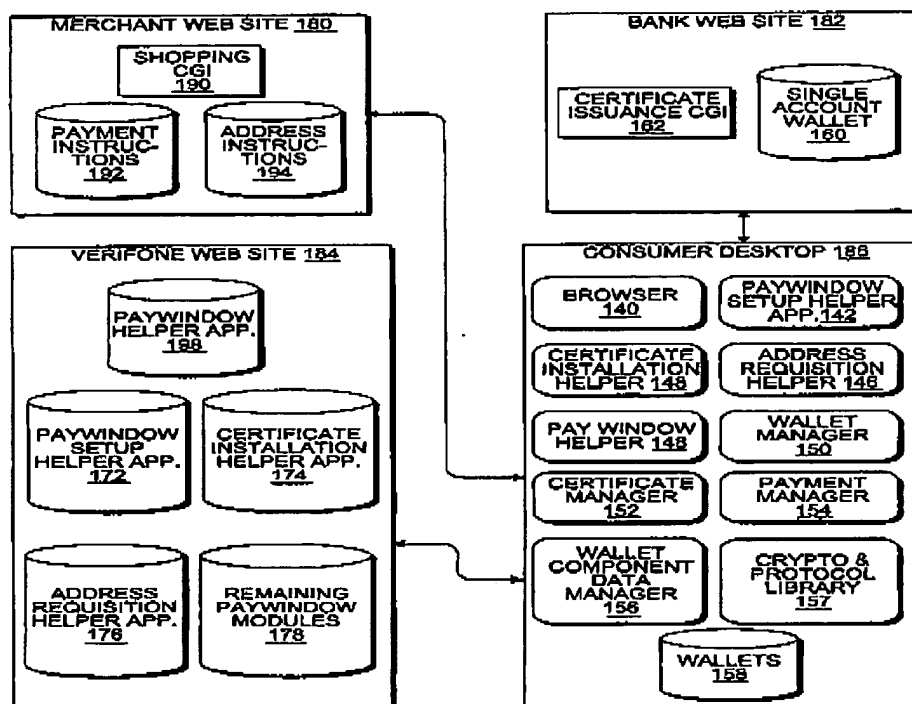 MERCHANT WEB SITE 180
SHOPPING
CGI
190
PAYMENT
INSTRUC-
TIONS
192
ADDRESS
INSTRUC-
TIONS
194
BANK WEB SITE 182
CERTIFICATE
ISSUANCE CGI
162
SINGLE
ACCOUNT
WALLET
160
VERIFONE WEB SITE 184
PAYWINDOW
HELPER APP.
198
PAYWINDOW
SETUP
HELPER APP.
172
CERTIFICATE
INSTALLATION
HELPER APP.
174
ADDRESS
REQUISITION
HELPER APP.
176
REMAINING
PAYWINDOW
MODULES
178
CONSUMER DESKTOP 186
BROWSER
140
PAYWINDOW
SETUP HELPER
APP. 142
CERTIFICATE
INSTALLATION
HELPER 148
ADDRESS
REQUISITION
HELPER 146
PAY WINDOW
HELPER 148
WALLET
MANAGER
150
CERTIFICATE
MANAGER
152
PAYMENT
MANAGER
154
WALLET
COMPONENT
DATA
MANAGER
156
CRYPTO &
PROTOCOL
LIBRARY
157
WALLETS
158